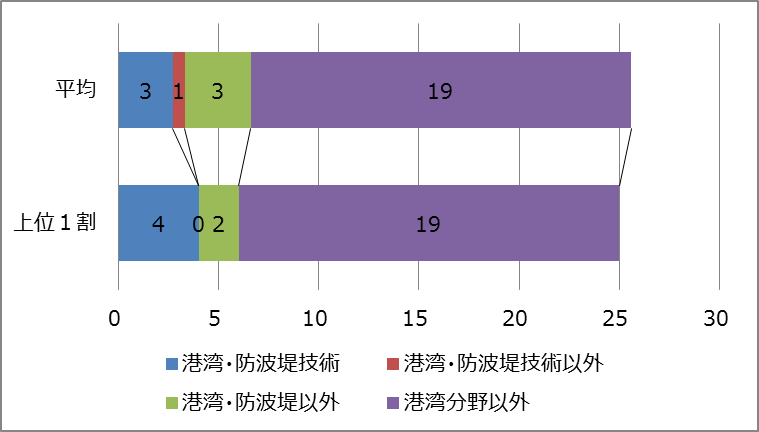 平均 3 1 3 19
上位１割 4 0 2 19
0 5 10 15 20 25 30
港湾･防波堤技術 港湾･防波堤技術以外
港湾･防波堤以外 港湾分野以外